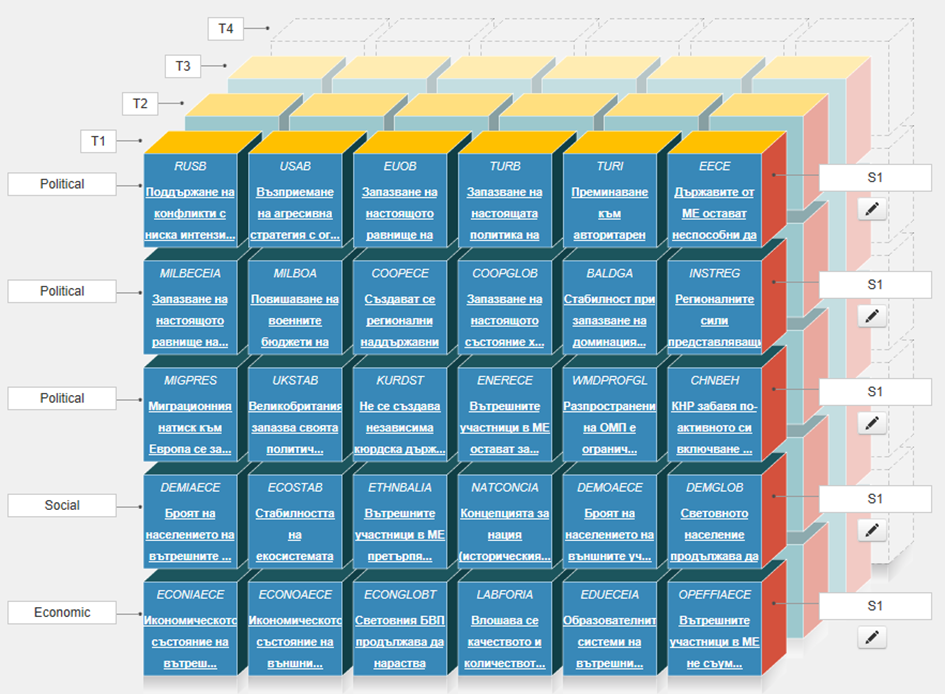 T4
T3
T2
T1
Political
RUSB
Поддържане на
конфликти с
ниска интензи...
USAB
Възприемане
на агресивна
стратегия с ог...
EUOB
Запазване на
настоящото
равнище на
TURB
Запазване на
настоящата
политика на
TURI
Преминаване
към
авторитарен
EECE
Държавите от
МЕ остават
неспособни да
S1
Political
MILBECEIA
Запазване на
настоящото
равнище на...
MILBOA
Повишаване на
военните
бюджети на
COOPECE
Създават се
регионални
наддържавни
COOPGLOB
Запазване на
настоящото
състояние х...
BALDGA
Стабилност при
запазване на
доминация...
INSTREG
Регионалните
сили
представляващи
S1
Political
MIGPRES
Миграционния
натиск към
Европа се за...
UKSTAB
Великобритания
запазва своята
политич...
KURDST
Не се създава
независима
кюрдска държ...
ENERECE
Вътрешните
участници в МЕ
остават за...
WMDPROFGL
Разпространени
на ОМП е
огранич...
CHNBEH
КНР забавя по-
активното си
включване ...
S1
Social
DEMIAECE
Броят на
населението на
вътрешните ...
ECOSTAB
Стабилността
на
екосистемата
ETHNBALIA
Вътрешните
участници в МЕ
претърпя...
NATCONCIA
Концепцията за
нация
(историческия...
DEMOAECE
Броят на
населението на
външните уч...
DEMGLOB
Световното
население
продължава да
S1
Economic
ECONIAECE
Икономическото
състояние на
вътреш...
ECONOAECE
Икономическото
състояние на
външни...
ECONGLOBT
Световния БВП
продължава да
нараства
LABFORIA
Влошава се
качеството и
количествот...
EDUECEIA
Образователнит
системи на
вътрешни...
OPEFFIAECE
Вътрешните
участници в МЕ
не съум...
S1